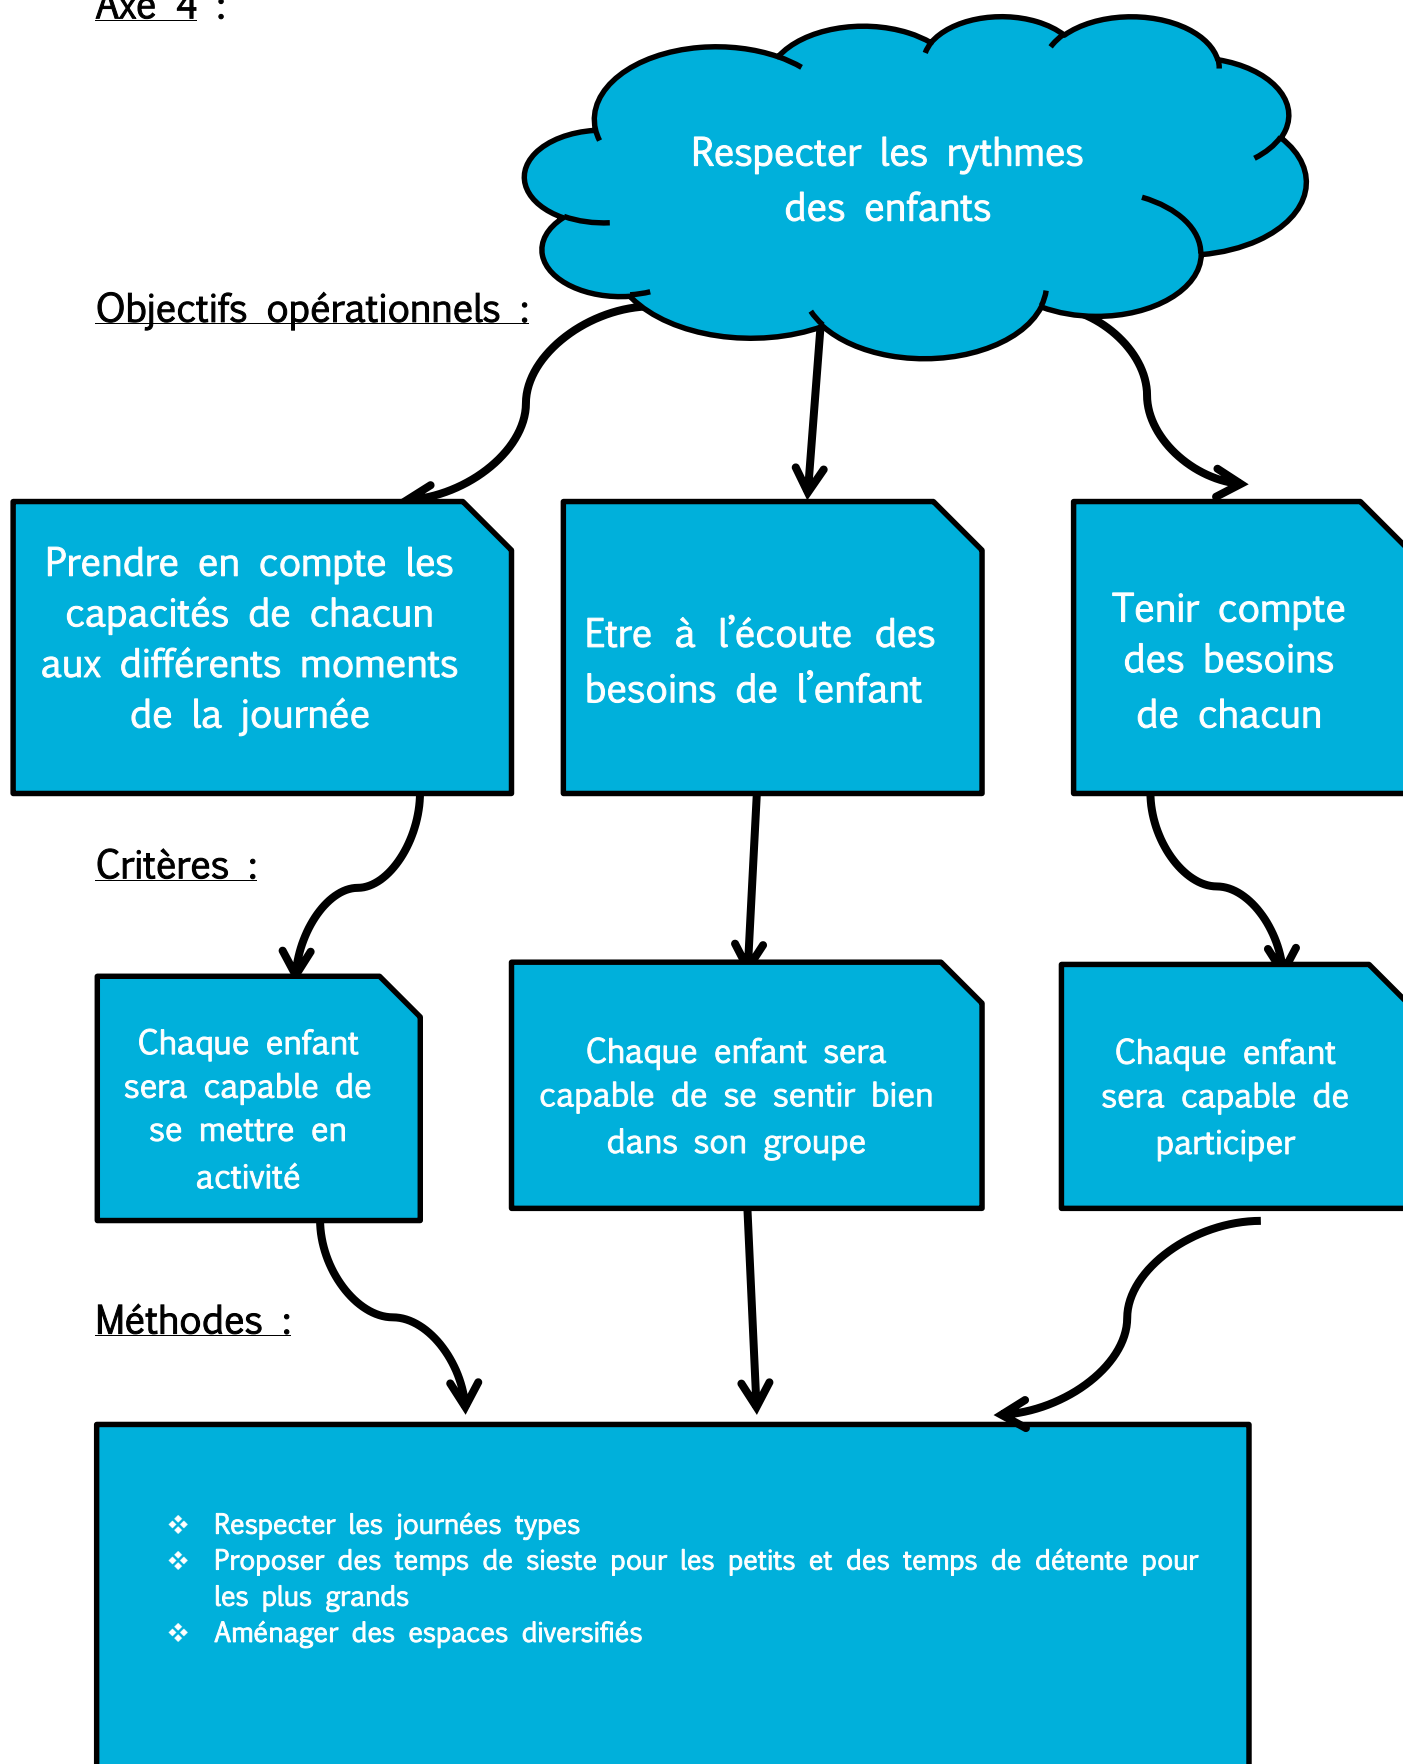 Axe 4 :
Respecter les rythmes
des enfants
Objectifs opérationnels :
Prendre en compte les
capacités de chacun
aux différents moments
de la journée
Etre à l’écoute des
besoins de l’enfant
Tenir compte
des besoins
de chacun
Critères :
Chaque enfant
sera capable de
se mettre en
activité
Chaque enfant sera
capable de se sentir bien
dans son groupe
Chaque enfant
sera capable de
participer
Méthodes :
❖ Respecter les journées types
❖ Proposer des temps de sieste pour les petits et des temps de détente pour
les plus grands
❖ Aménager des espaces diversifiés